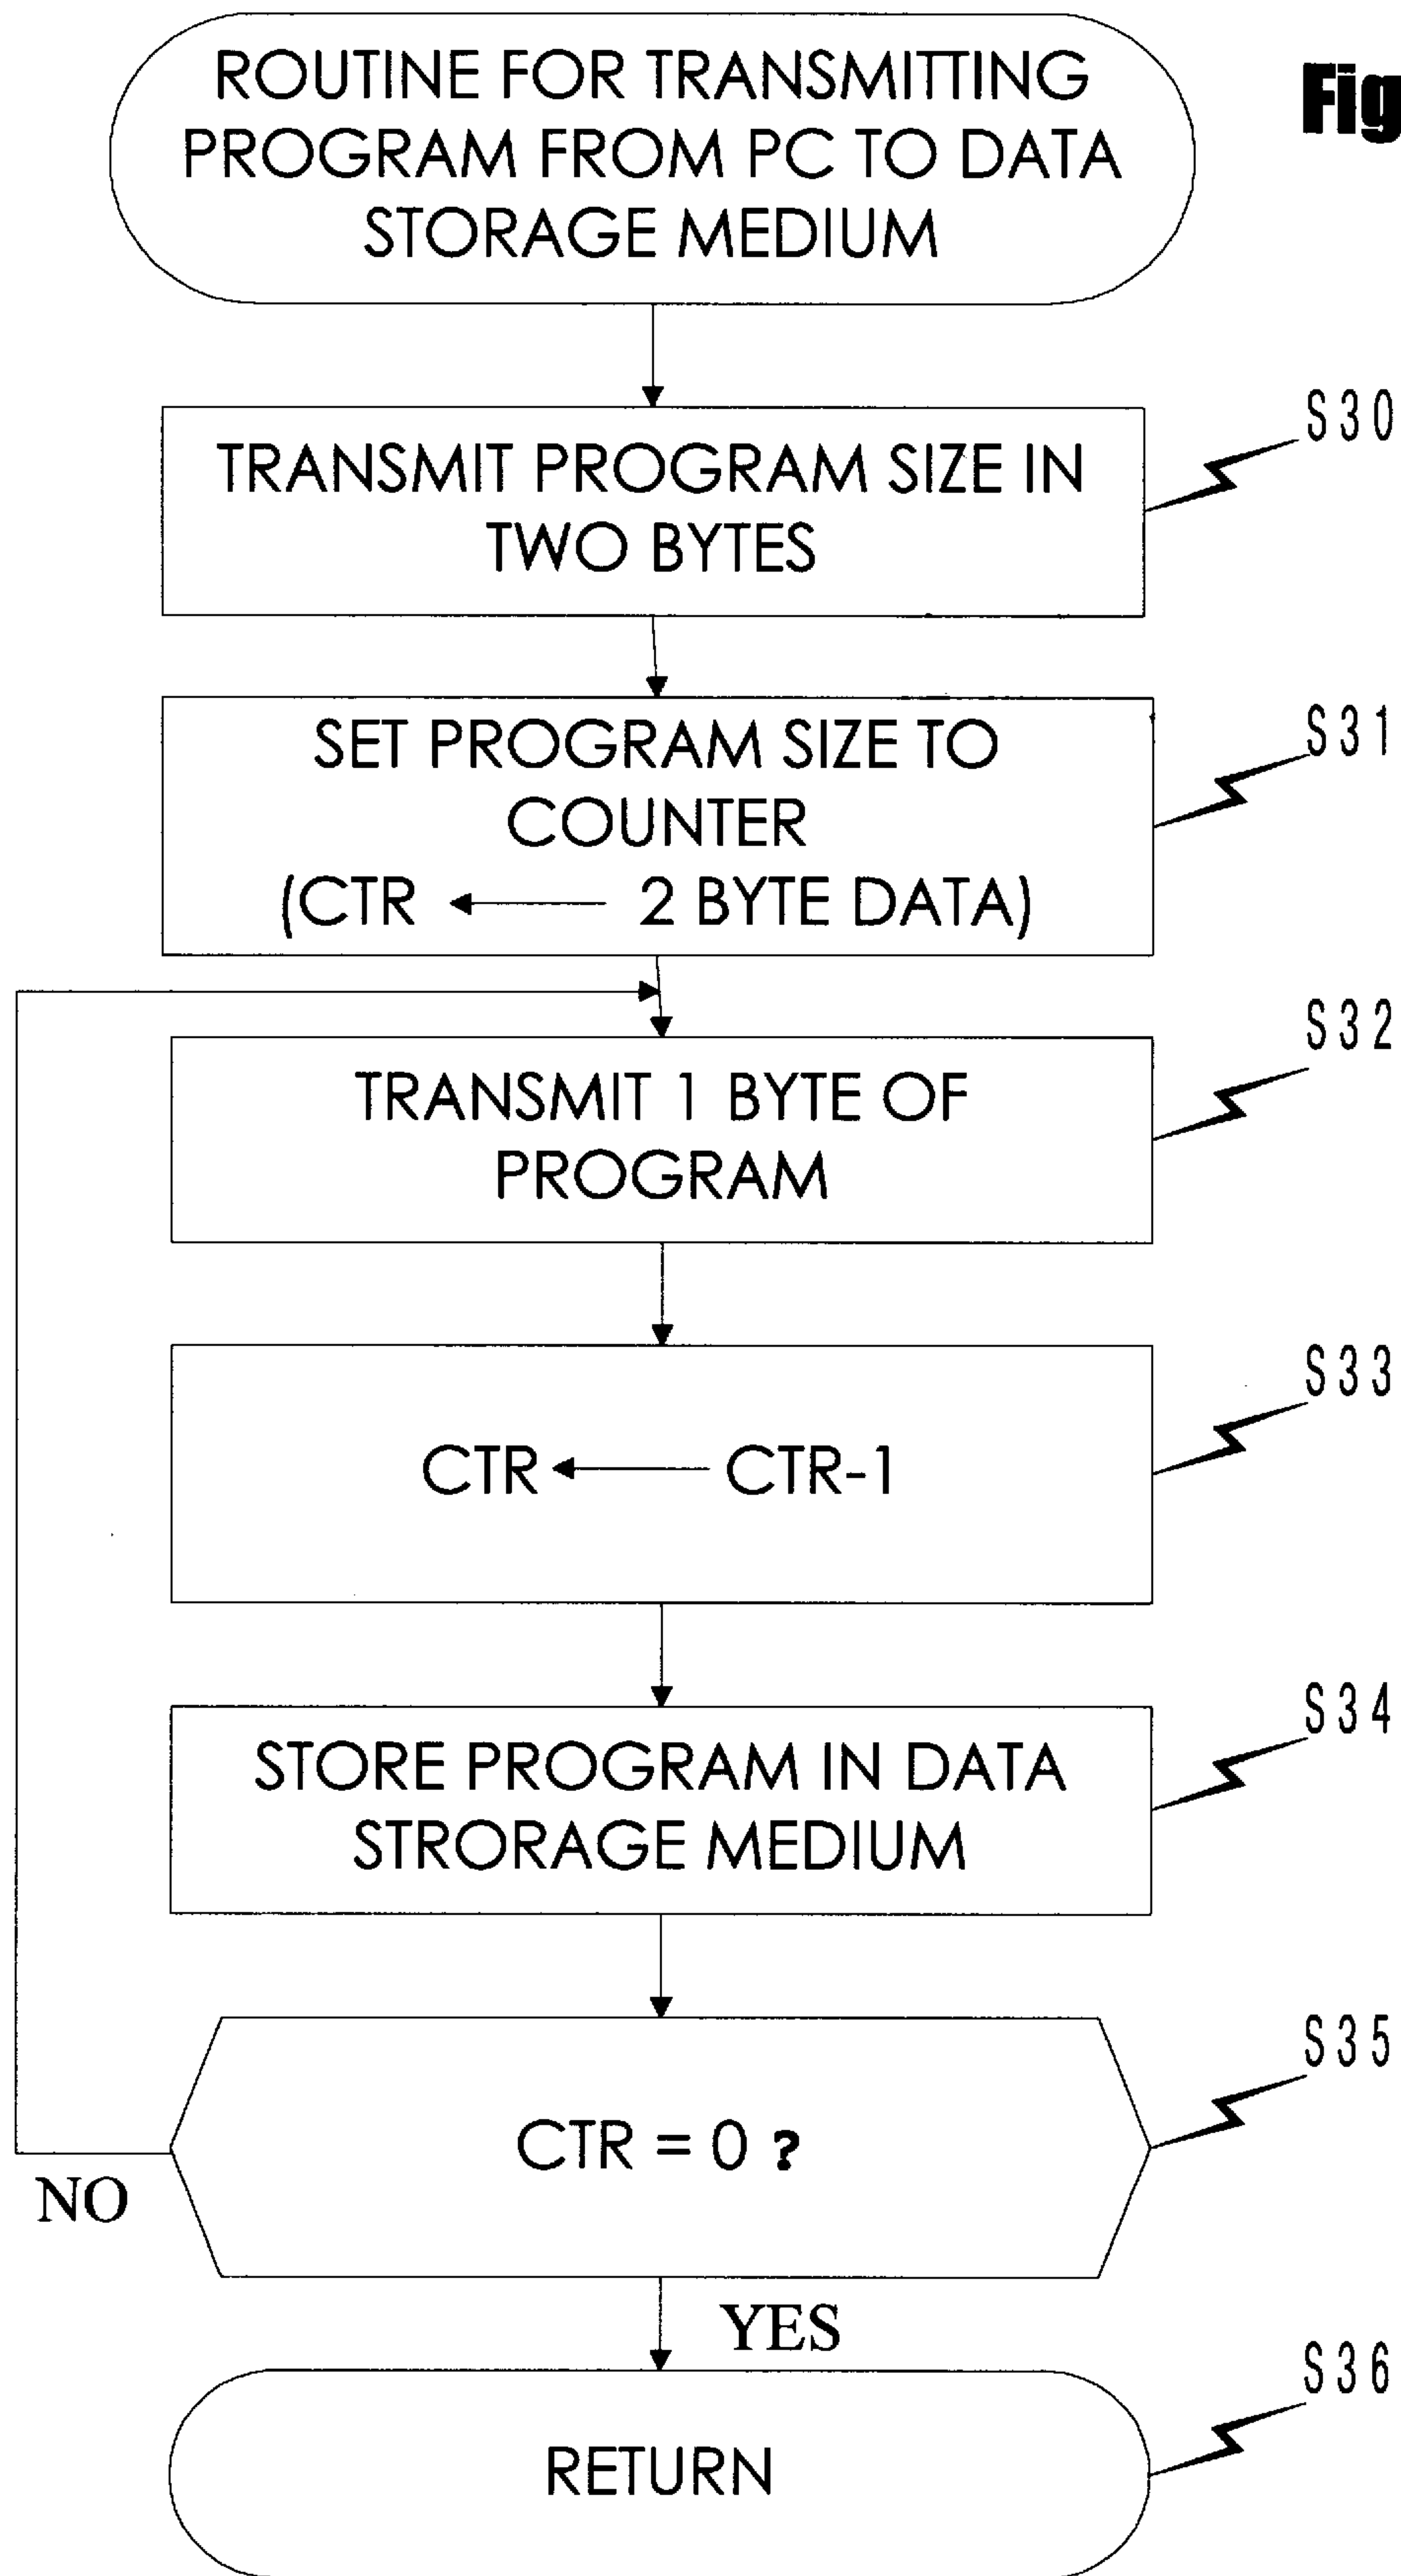 ROUTINE FOR TRANSMITTING
PROGRAM FROM PC TO DATA
STORAGE MEDIUM
Fig
TRANSMIT PROGRAM SIZE IN
TWO BYTES
S30
SET PROGRAM SIZE TO
COUNTER
(CTR ← 2 BYTE DATA)
S31
TRANSMIT 1 BYTE OF
PROGRAM
S32
CTR ← CTR-1
S33
STORE PROGRAM IN DATA
STRORAGE MEDIUM
S34
CTR = 0 ?
S35
NO
YES
RETURN
S36